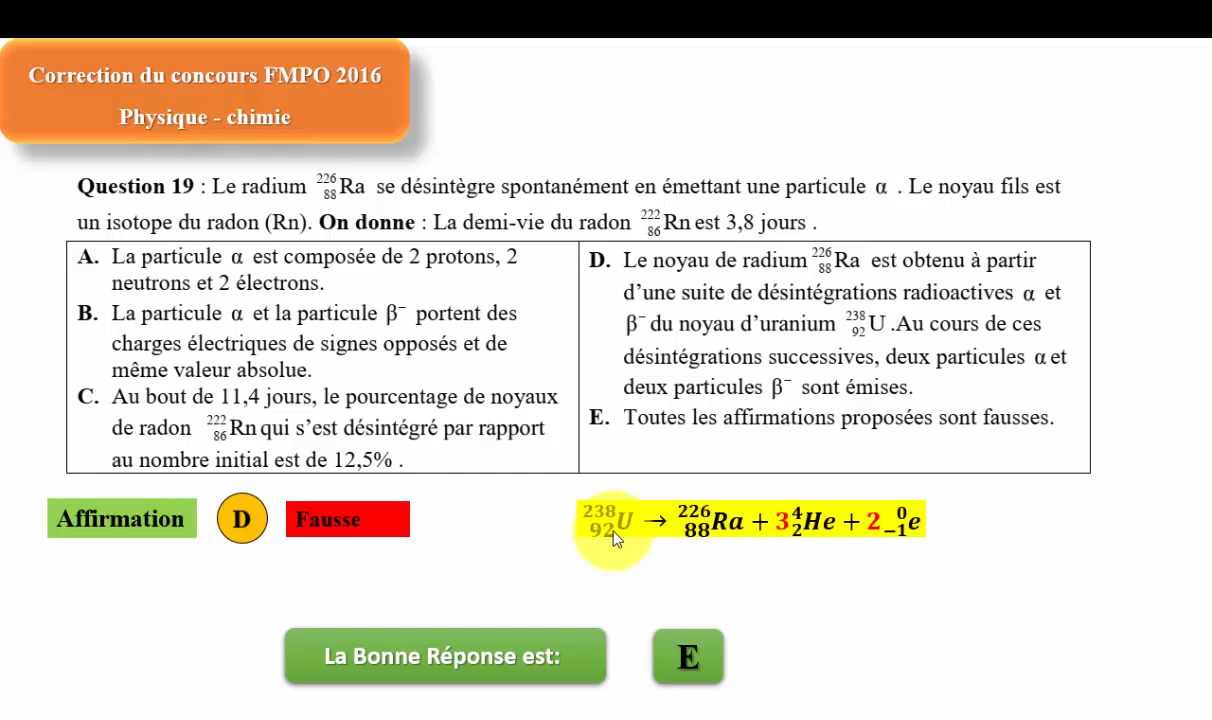 Correction du concours FMPO 2016
Physique - chimie
Question 19 : Le radium ²²⁶₈₈Ra se désintègre spontanément en émettant une particule α . Le noyau fils est
un isotope du radon (Rn). On donne : La demi-vie du radon ²²²₈₆Rn est 3,8 jours .
A. La particule α est composée de 2 protons, 2
neutrons et 2 électrons.
B. La particule α et la particule β⁻ portent des
charges électriques de signes opposés et de
même valeur absolue.
C. Au bout de 11,4 jours, le pourcentage de noyaux
de radon ²²²₈₆Rn qui s’est désintégré par rapport
au nombre initial est de 12,5% .
D. Le noyau de radium ²²⁶₈₈Ra est obtenu à partir
d’une suite de désintégrations radioactives α et
β⁻ du noyau d’uranium ²³⁸₉₂U .Au cours de ces
désintégrations successives, deux particules α et
deux particules β⁻ sont émises.
E. Toutes les affirmations proposées sont fausses.
Affirmation D Fausse
²³⁸₉₂U → ²²⁶₈₈Ra + 3⁴₂He + 2⁰₋₁e
La Bonne Réponse est: E